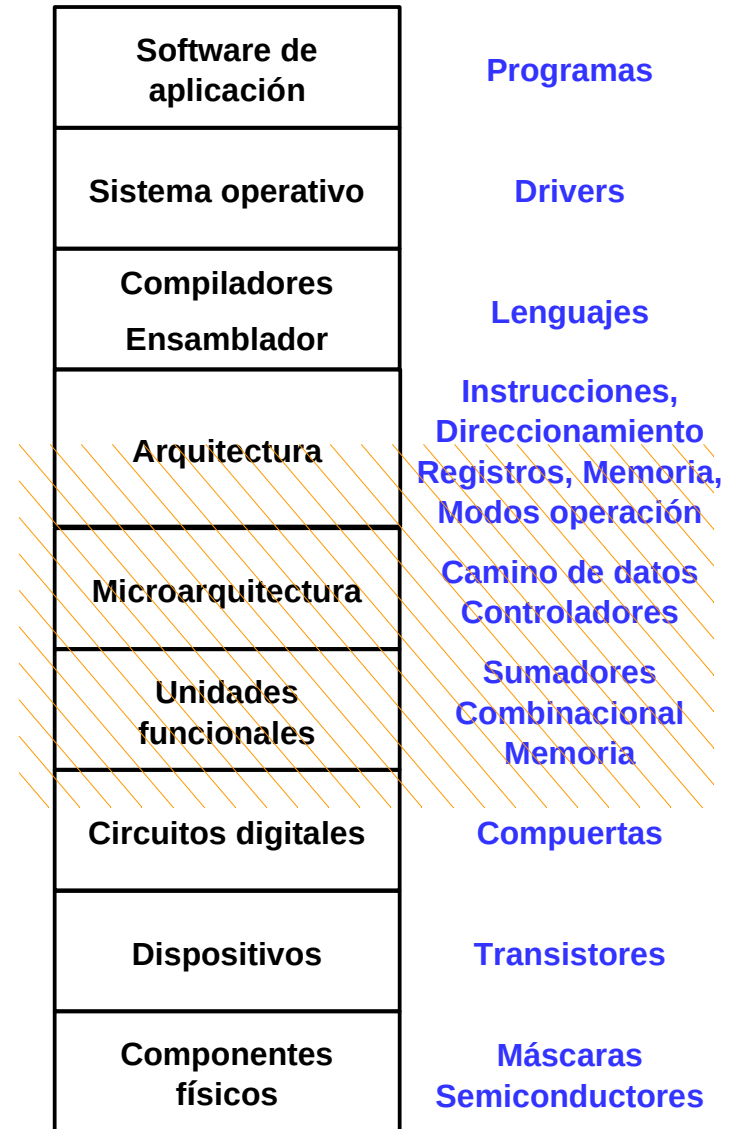 Software de
aplicación
Programas
Sistema operativo
Drivers
Compiladores
Ensamblador
Lenguajes
Arquitectura
Instrucciones,
Direccionamiento
Registros, Memoria,
Modos operación
Microarquitectura
Camino de datos
Controladores
Unidades
funcionales
Sumadores
Combinacional
Memoria
Circuitos digitales
Compuertas
Dispositivos
Transistores
Componentes
físicos
Máscaras
Semiconductores